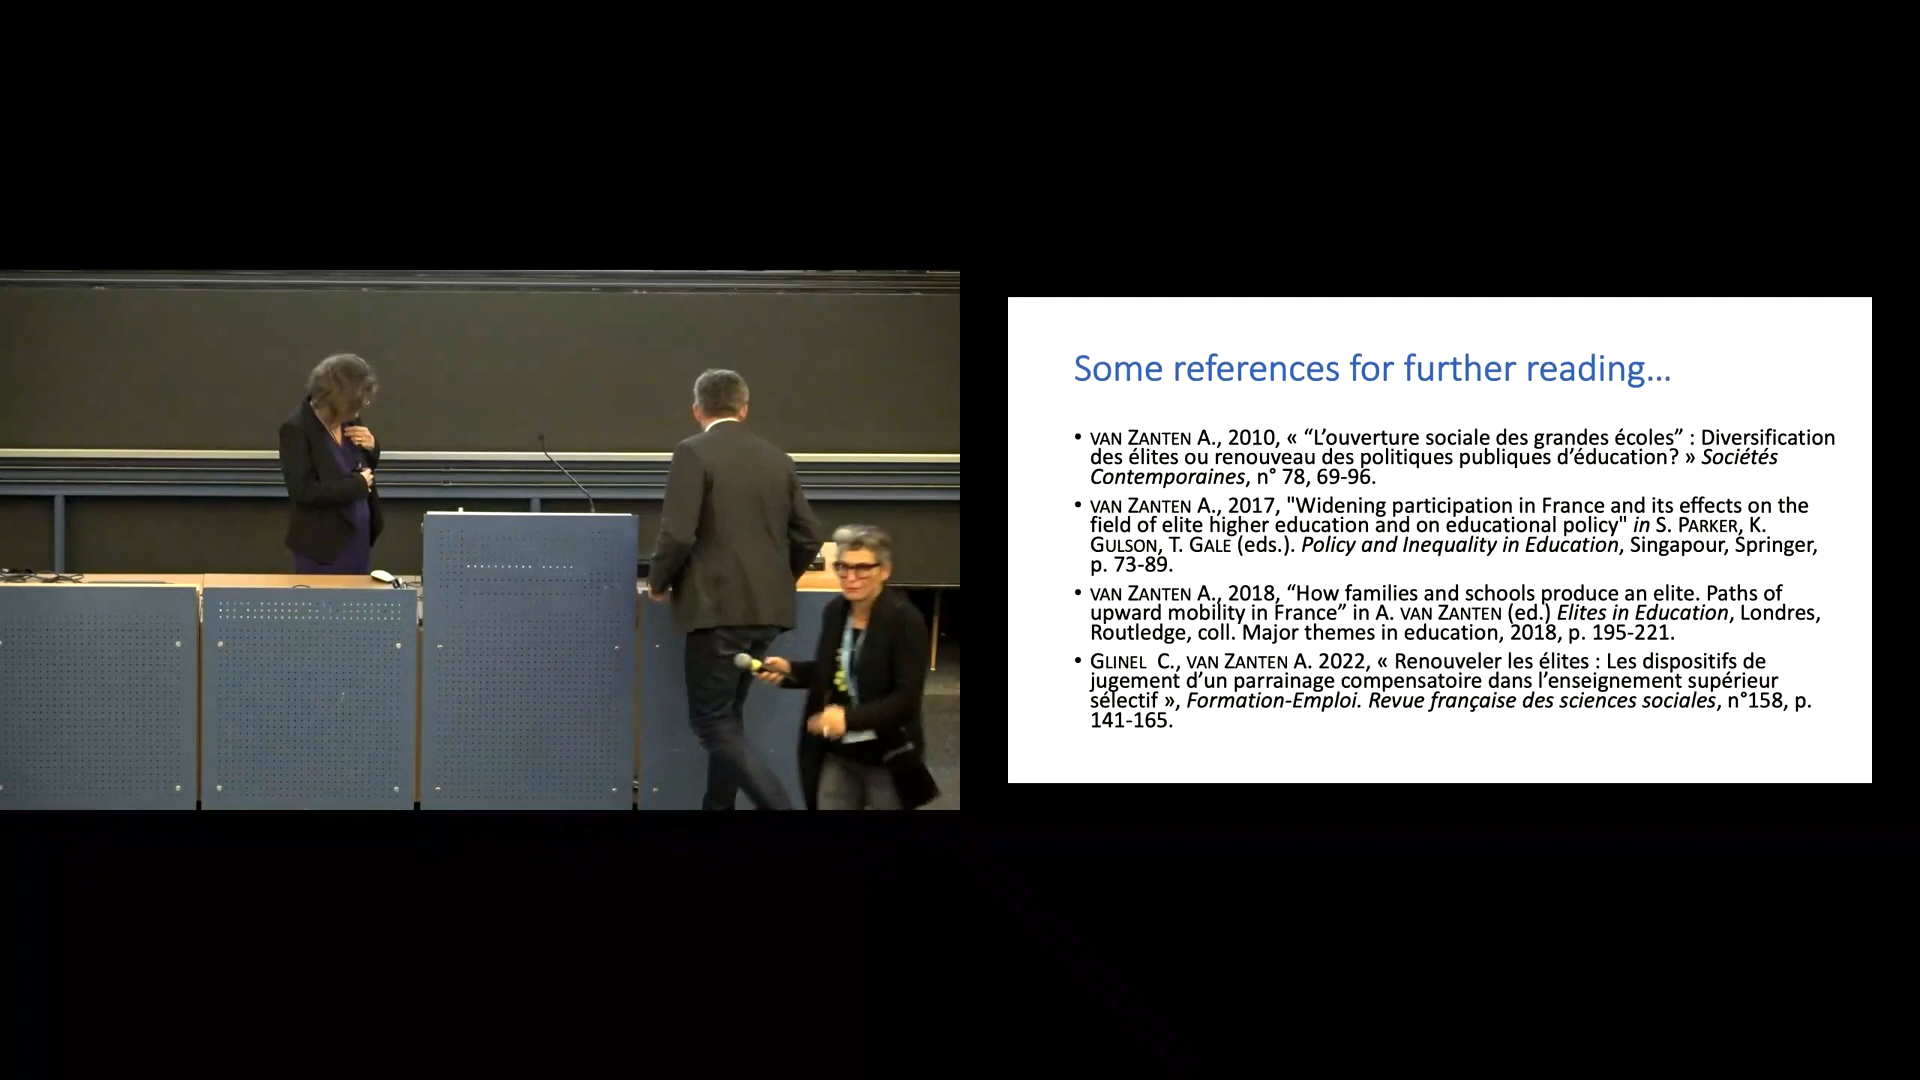 Some references for further reading...
• VAN ZANTEN A., 2010, « “L’ouverture sociale des grandes écoles” : Diversification
des élites ou renouveau des politiques publiques d’éducation? » Sociétés
Contemporaines, n° 78, 69-96.
• VAN ZANTEN A., 2017, "Widening participation in France and its effects on the
field of elite higher education and on educational policy" in S. PARKER, K.
GULSON, T. GALE (eds.). Policy and Inequality in Education, Singapour, Springer,
p. 73-89.
• VAN ZANTEN A., 2018, “How families and schools produce an elite. Paths of
upward mobility in France” in A. VAN ZANTEN (ed.) Elites in Education, Londres,
Routledge, coll. Major themes in education, 2018, p. 195-221.
• GLINEL C., VAN ZANTEN A. 2022, « Renouveler les élites : Les dispositifs de
jugement d’un parrainage compensatoire dans l’enseignement supérieur
sélectif », Formation-Emploi. Revue française des sciences sociales, n°158, p.
141-165.